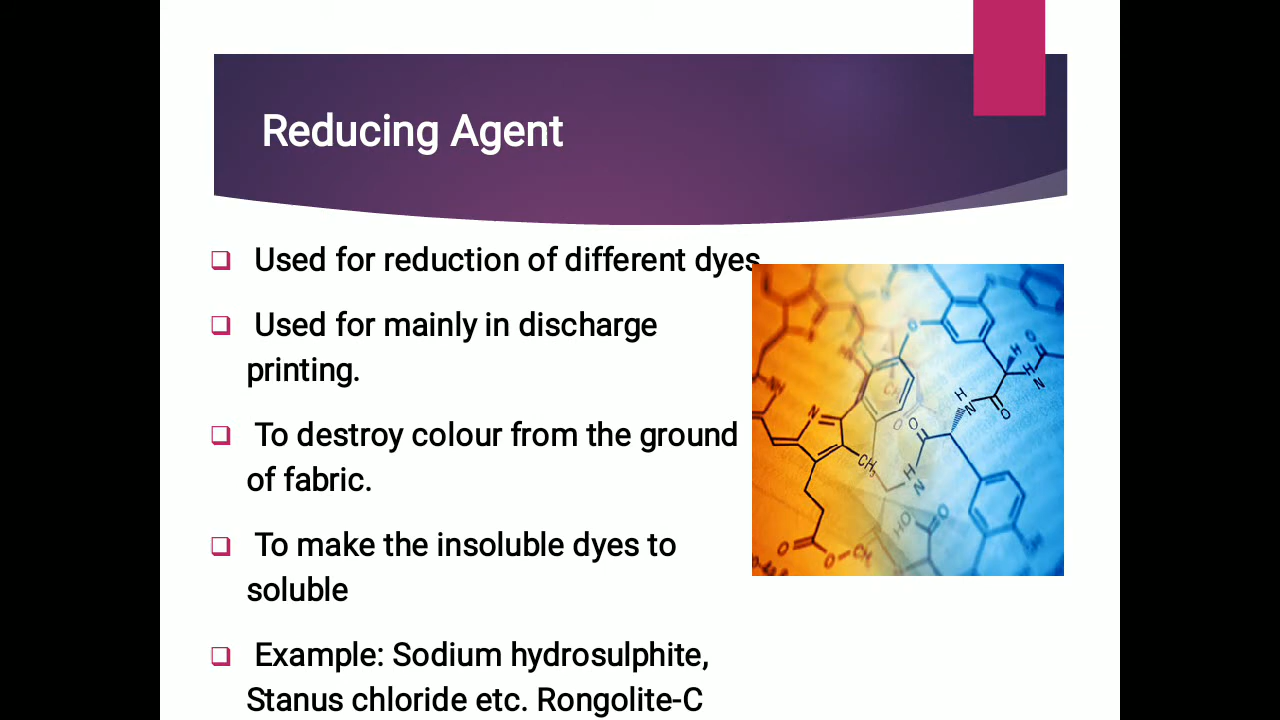 Reducing Agent
Used for reduction of different dyes
Used for mainly in discharge
printing.
To destroy colour from the ground
of fabric.
To make the insoluble dyes to
soluble
Example: Sodium hydrosulphite,
Stanus chloride etc. Rongolite-C